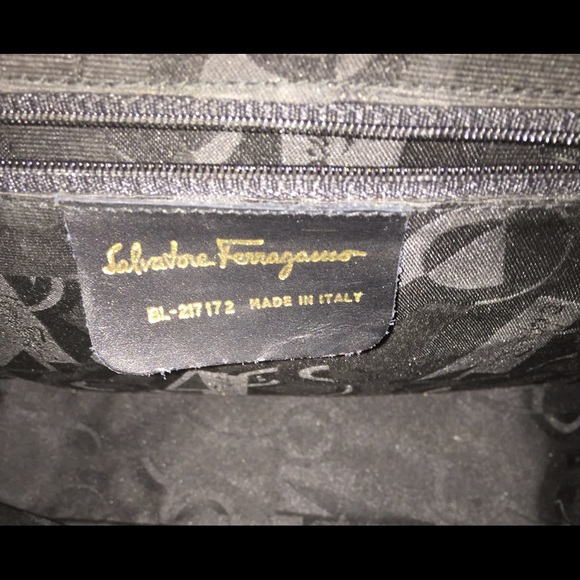 Salvatore Ferragamo
BL-217172 MADE IN ITALY